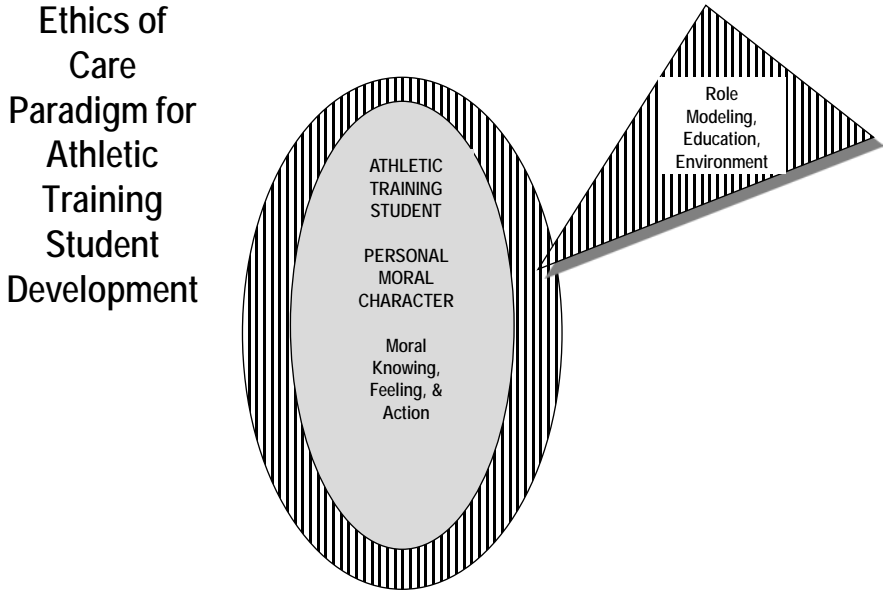 Ethics of
Care
Paradigm for
Athletic
Training
Student
Development
ATHLETIC
TRAINING
STUDENT
PERSONAL
MORAL
CHARACTER
Moral
Knowing,
Feeling, &
Action
Role
Modeling,
Education,
Environment